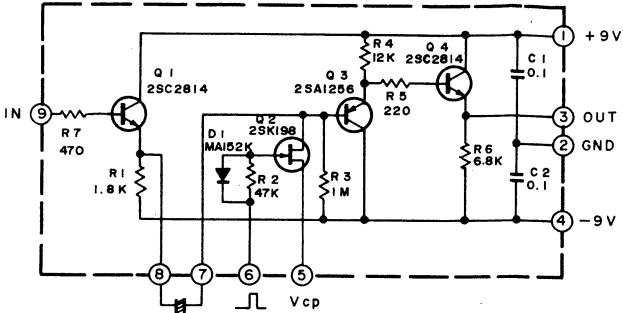 1 +9V
R4
12K
Q4
2SC2814
C1
0.1
Q1
2SC2814
Q3
2SA1256
R5
220
IN 9
R7
470
3 OUT
2 GND
Q2
2SK198
D1
MA152K
R1
1.8K
R2
47K
R3
1M
R6
6.8K
C2
0.1
4 -9V
8 7 6 5
Vcp